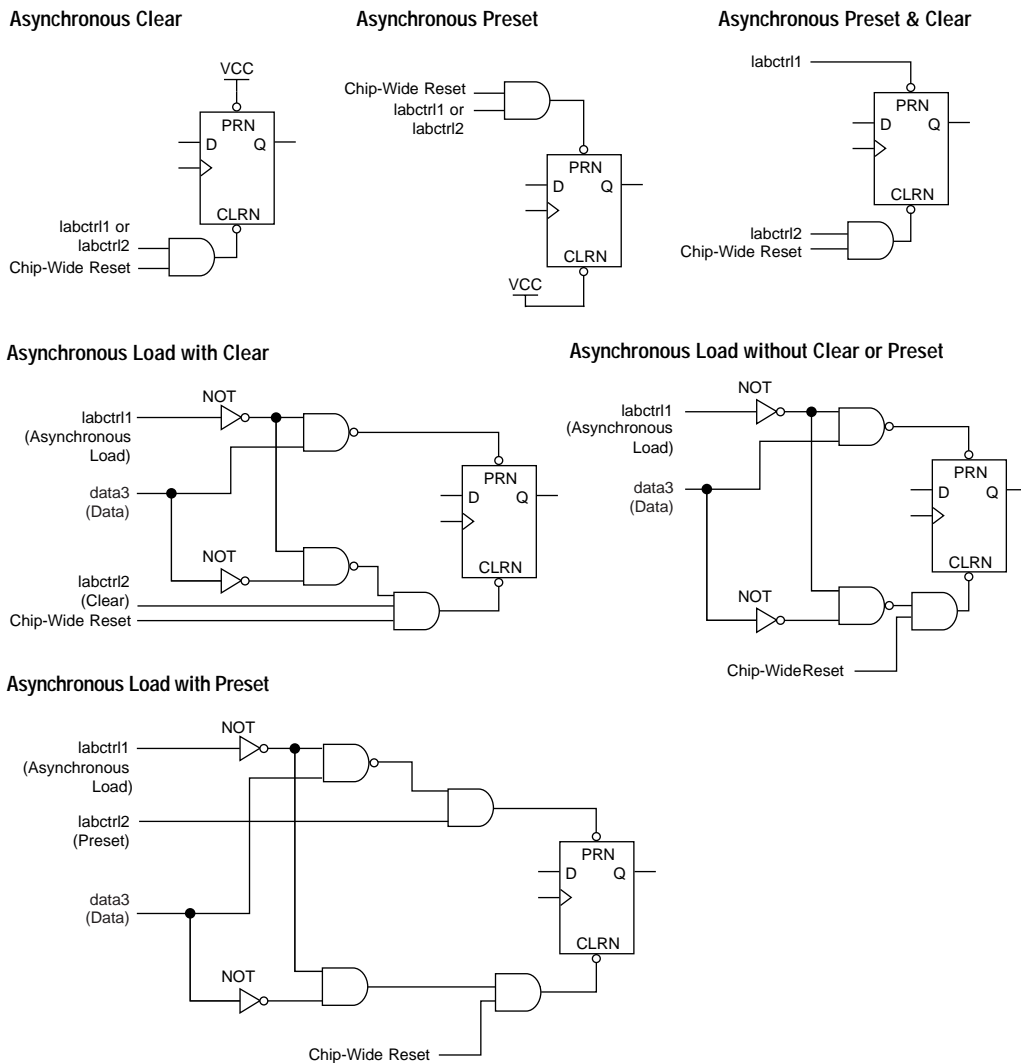 Asynchronous Clear
VCC
PRN
D Q
CLRN
labctrl1 or
labctrl2
Chip-Wide Reset
Asynchronous Preset
Chip-Wide Reset
labctrl1 or
labctrl2
PRN
D Q
CLRN
VCC
Asynchronous Preset & Clear
labctrl1
PRN
D Q
CLRN
labctrl2
Chip-Wide Reset
Asynchronous Load with Clear
NOT
labctrl1
(Asynchronous
Load)
PRN
D Q
data3
(Data)
NOT
CLRN
labctrl2
(Clear)
Chip-Wide Reset
Asynchronous Load without Clear or Preset
NOT
labctrl1
(Asynchronous
Load)
PRN
D Q
data3
(Data)
CLRN
NOT
Chip-Wide Reset
Asynchronous Load with Preset
NOT
labctrl1
(Asynchronous
Load)
labctrl2
(Preset)
PRN
D Q
data3
(Data)
CLRN
NOT
Chip-Wide Reset